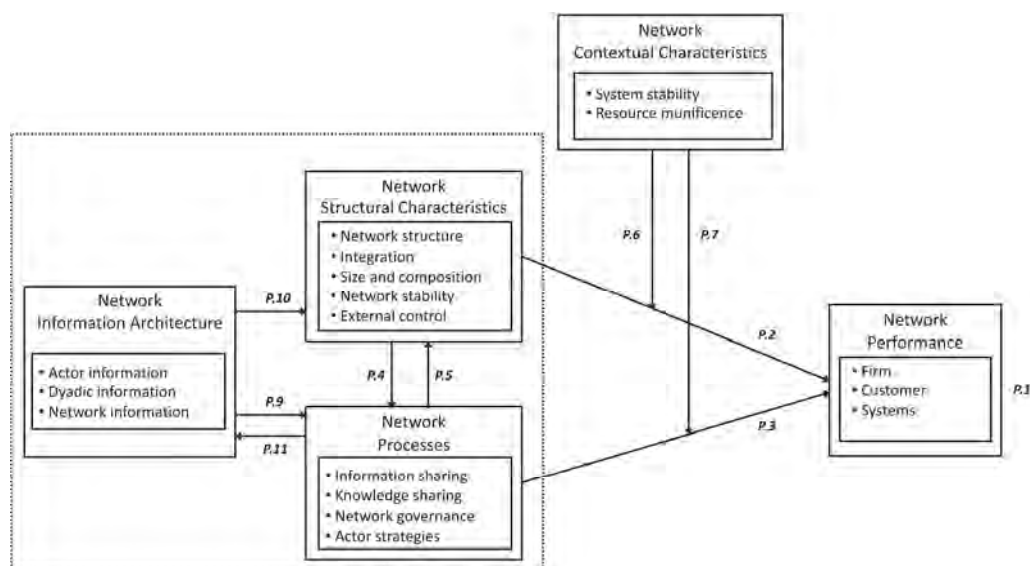 Network
Contextual Characteristics
• System stability
• Resource munificence
Network
Structural Characteristics
• Network structure
• Integration
• Size and composition
• Network stability
• External control
P.6
P.7
Network
Information Architecture
• Actor information
• Dyadic information
• Network information
P.10
P.9
P.11
P.4
P.5
Network
Processes
• Information sharing
• Knowledge sharing
• Network governance
• Actor strategies
P.2
P.3
Network
Performance
• Firm
• Customer
• Systems
P.1